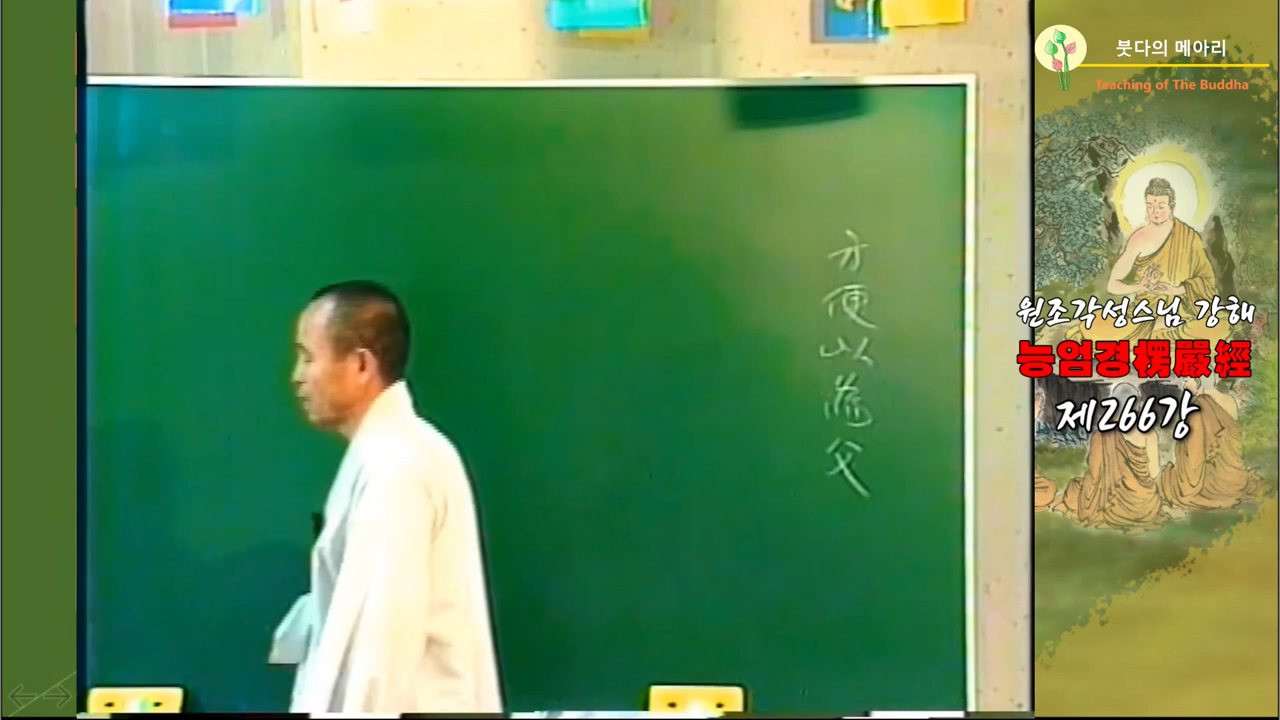 붓다의 메아리
Teaching of The Buddha
원조각성스님 강해
능엄경楞嚴經
제266강
方便以為父